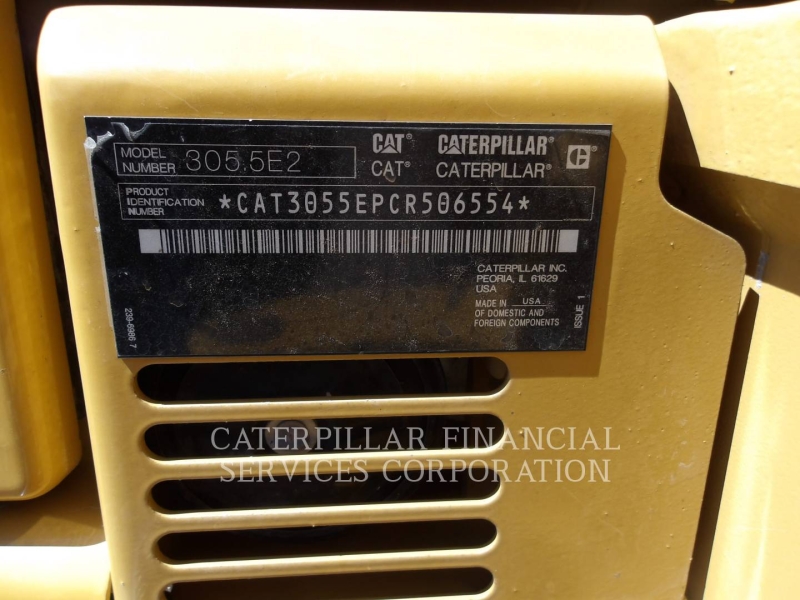 MODEL
NUMBER 305.5E2
CAT® CATERPILLAR®
CAT® CATERPILLAR®
C
PRODUCT
IDENTIFICATION
NUMBER
*CAT3055EPCR506554*
CATERPILLAR INC.
PEORIA, IL 61629
USA
MADE IN USA
OF DOMESTIC AND
FOREIGN COMPONENTS
ISSUE 1
239-6986 7
CATERPILLAR FINANCIAL
SERVICES CORPORATION